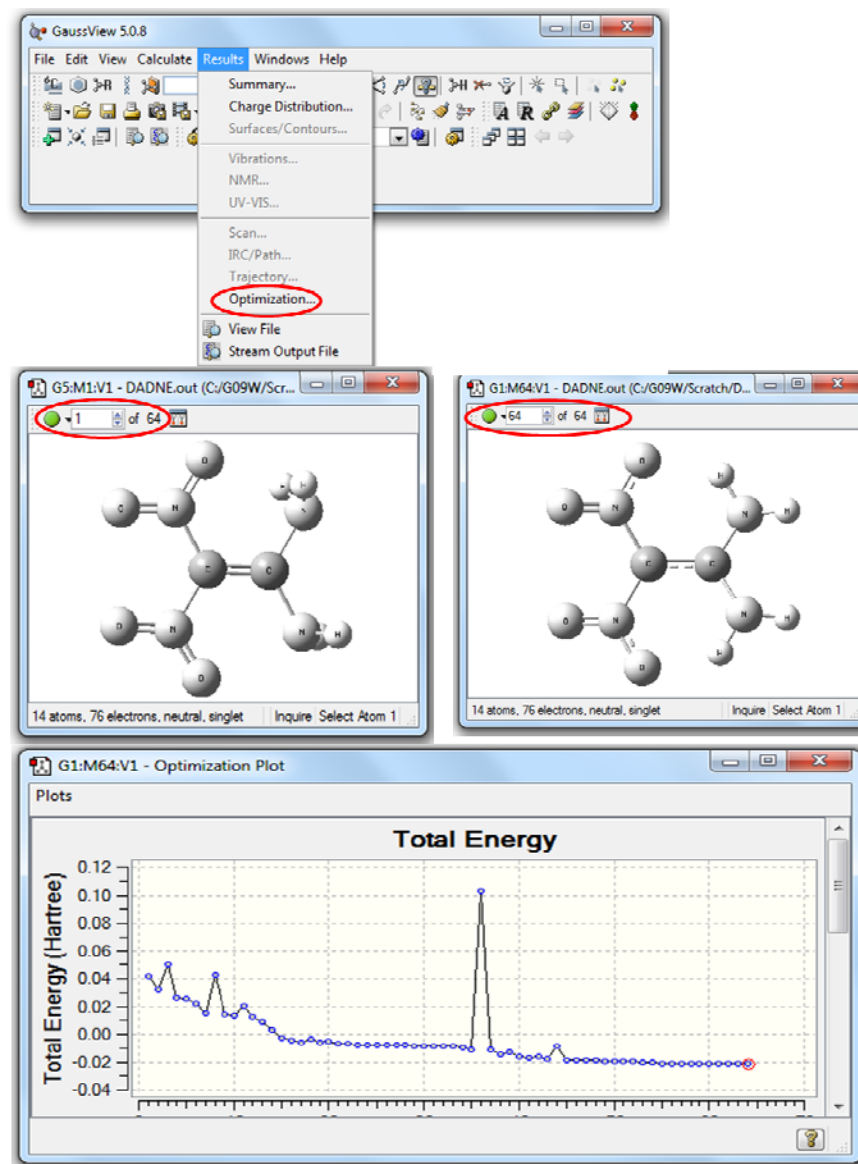 GaussView 5.0.8
File Edit View Calculate Results Windows Help
Summary...
Charge Distribution...
Surfaces/Contours...
Vibrations...
NMR...
UV-VIS...
Scan...
IRC/Path...
Trajectory...
Optimization...
View File
Stream Output File
G5:M1:V1 - DADNE.out (C:/G09W/Scr...
1 of 64
O
O N H H
N
C C
O N N H
O
14 atoms, 76 electrons, neutral, singlet Inquire Select Atom 1
G1:M64:V1 - DADNE.out (C:/G09W/Scratch/D...
64 of 64
O H
O N N H
C C
O N N H
O H
14 atoms, 76 electrons, neutral, singlet Inquire Select Atom 1
G1:M64:V1 - Optimization Plot
Plots
Total Energy
Total Energy (Hartree)
0.12
0.10
0.08
0.06
0.04
0.02
0.00
-0.02
-0.04